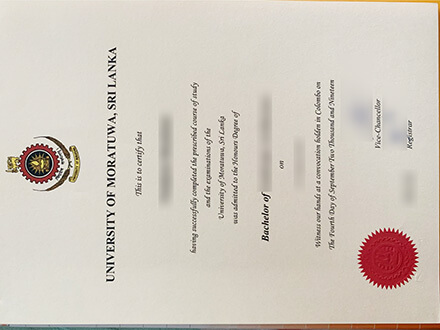 UNIVERSITY OF MORATUWA, SRI LANKA
This is to certify that
having successfully completed the prescribed course of study
and the examinations of the
University of Moratuwa, Sri Lanka
was admitted to the Honours Degree of
Bachelor of
on
Witness our hands at a convocation holden in Colombo on
The Fourth Day of September Two Thousand and Nineteen
Vice-Chancellor
Registrar